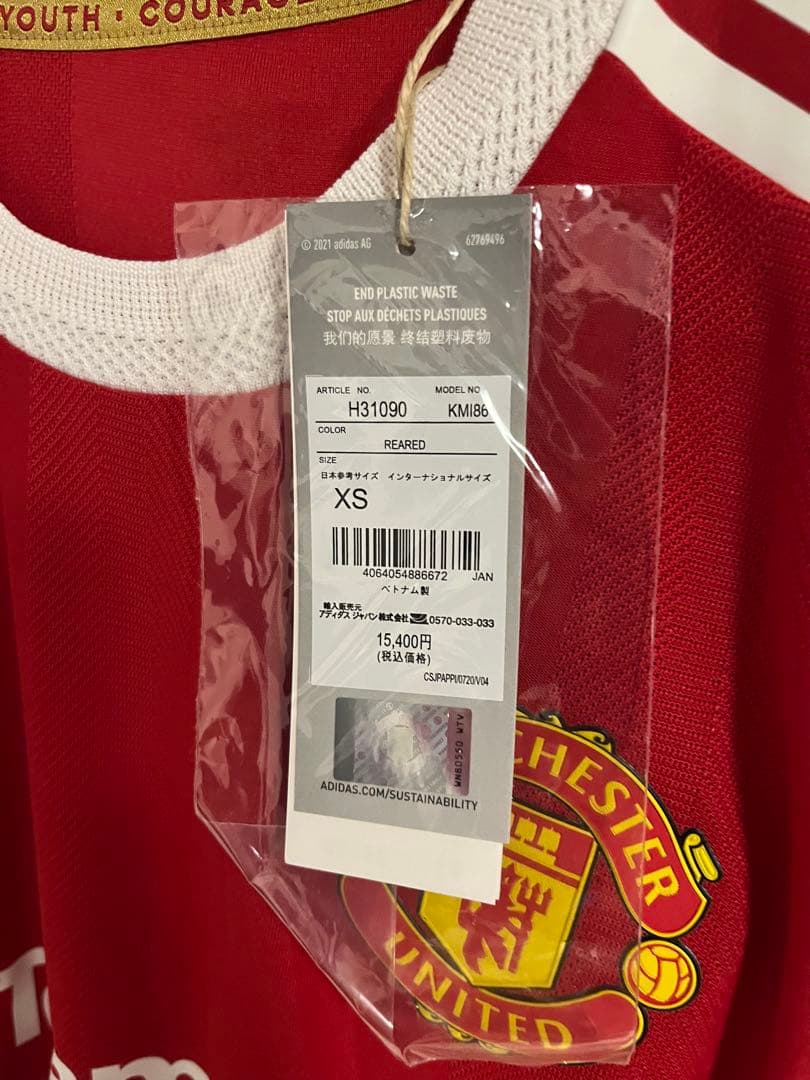 YOUTH · COURAGE
© 2021 adidas AG 62769496
END PLASTIC WASTE
STOP AUX DÉCHETS PLASTIQUES
我们的愿景 终结塑料废物
ARTICLE NO. MODEL NO.
H31090 KMI86
COLOR
REARED
SIZE
日本参考サイズ インターナショナルサイズ
XS
4064054886672 JAN
ベトナム製
輸入販売元
アディダス ジャパン株式会社 0570-033-033
15,400円
(税込価格)
CSJPAPPI/0720/V04
WNB0550 WTV
ADIDAS.COM/SUSTAINABILITY
CHESTER
UNITED